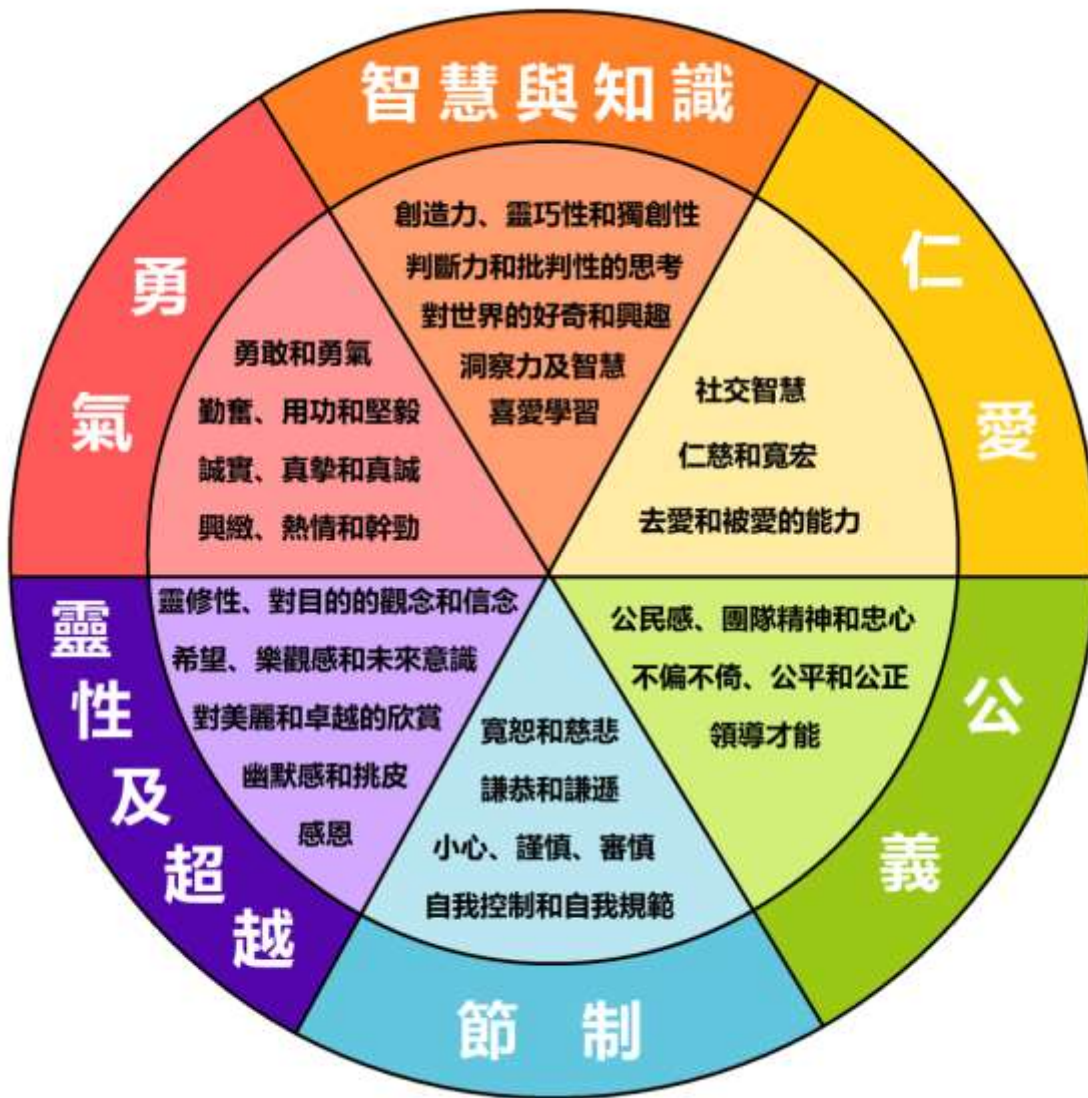 智慧與知識
創造力、靈巧性和獨創性
判斷力和批判性的思考
對世界的好奇和興趣
洞察力及智慧
喜愛學習
仁愛
社交智慧
仁慈和寬宏
去愛和被愛的能力
公義
公民感、團隊精神和忠心
不偏不倚、公平和公正
領導才能
節制
寬恕和慈悲
謙恭和謙遜
小心、謹慎、審慎
自我控制和自我規範
靈性及超越
靈修性、對目的的觀念和信念
希望、樂觀感和未來意識
對美麗和卓越的欣賞
幽默感和挑皮
感恩
勇氣
勇敢和勇氣
勤奮、用功和堅毅
誠實、真摯和真誠
興緻、熱情和幹勁